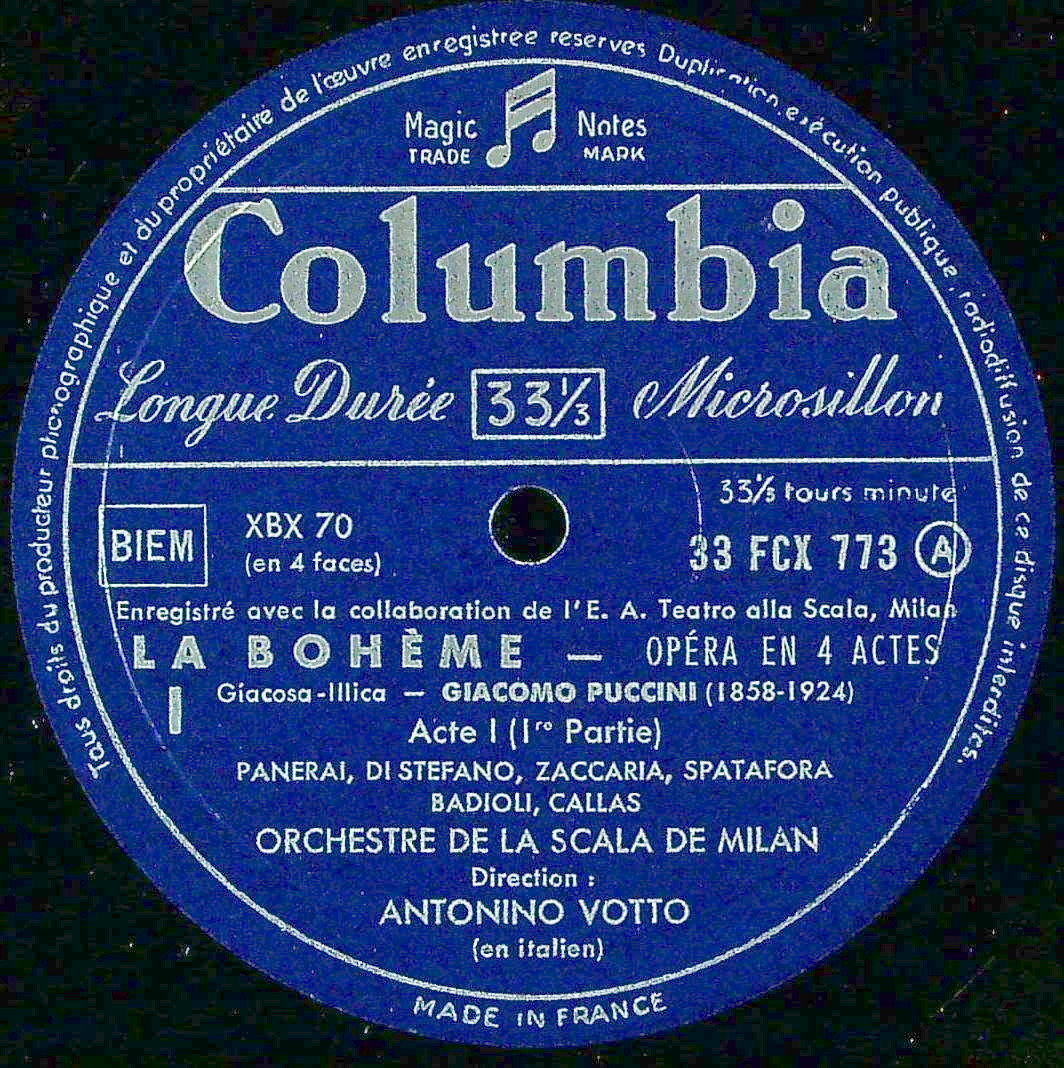 Tous droits du producteur phonographique et du propriétaire de l'œuvre enregistree reserves Duplication exécution publique, radiodiffusion de ce disque interdites.
Magic Notes
TRADE MARK
Columbia
Longue Durée 33⅓ Microsillon
33⅓ tours minute
BIEM
XBX 70
(en 4 faces)
33 FCX 773 A
Enregistré avec la collaboration de l'E. A. Teatro alla Scala, Milan
LA BOHÈME — OPÉRA EN 4 ACTES
I
Giacosa-Illica — GIACOMO PUCCINI (1858-1924)
Acte I (1re Partie)
PANERAI, DI STEFANO, ZACCARIA, SPATAFORA
BADIOLI, CALLAS
ORCHESTRE DE LA SCALA DE MILAN
Direction :
ANTONINO VOTTO
(en italien)
MADE IN FRANCE